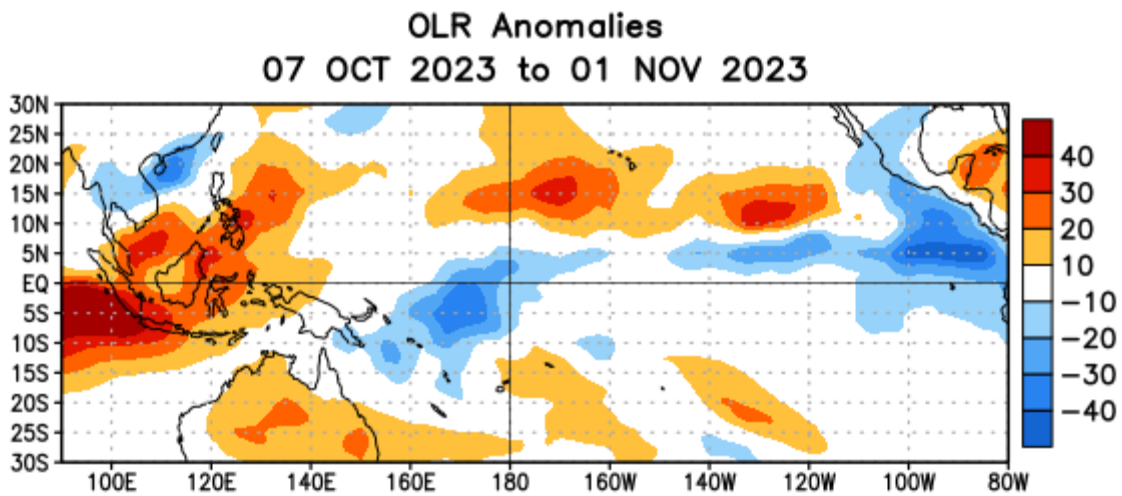 OLR Anomalies
07 OCT 2023 to 01 NOV 2023
30N
25N
20N
15N
10N
5N
EQ
5S
10S
15S
20S
25S
30S
100E 120E 140E 160E 180 160W 140W 120W 100W 80W
40
30
20
10
-10
-20
-30
-40